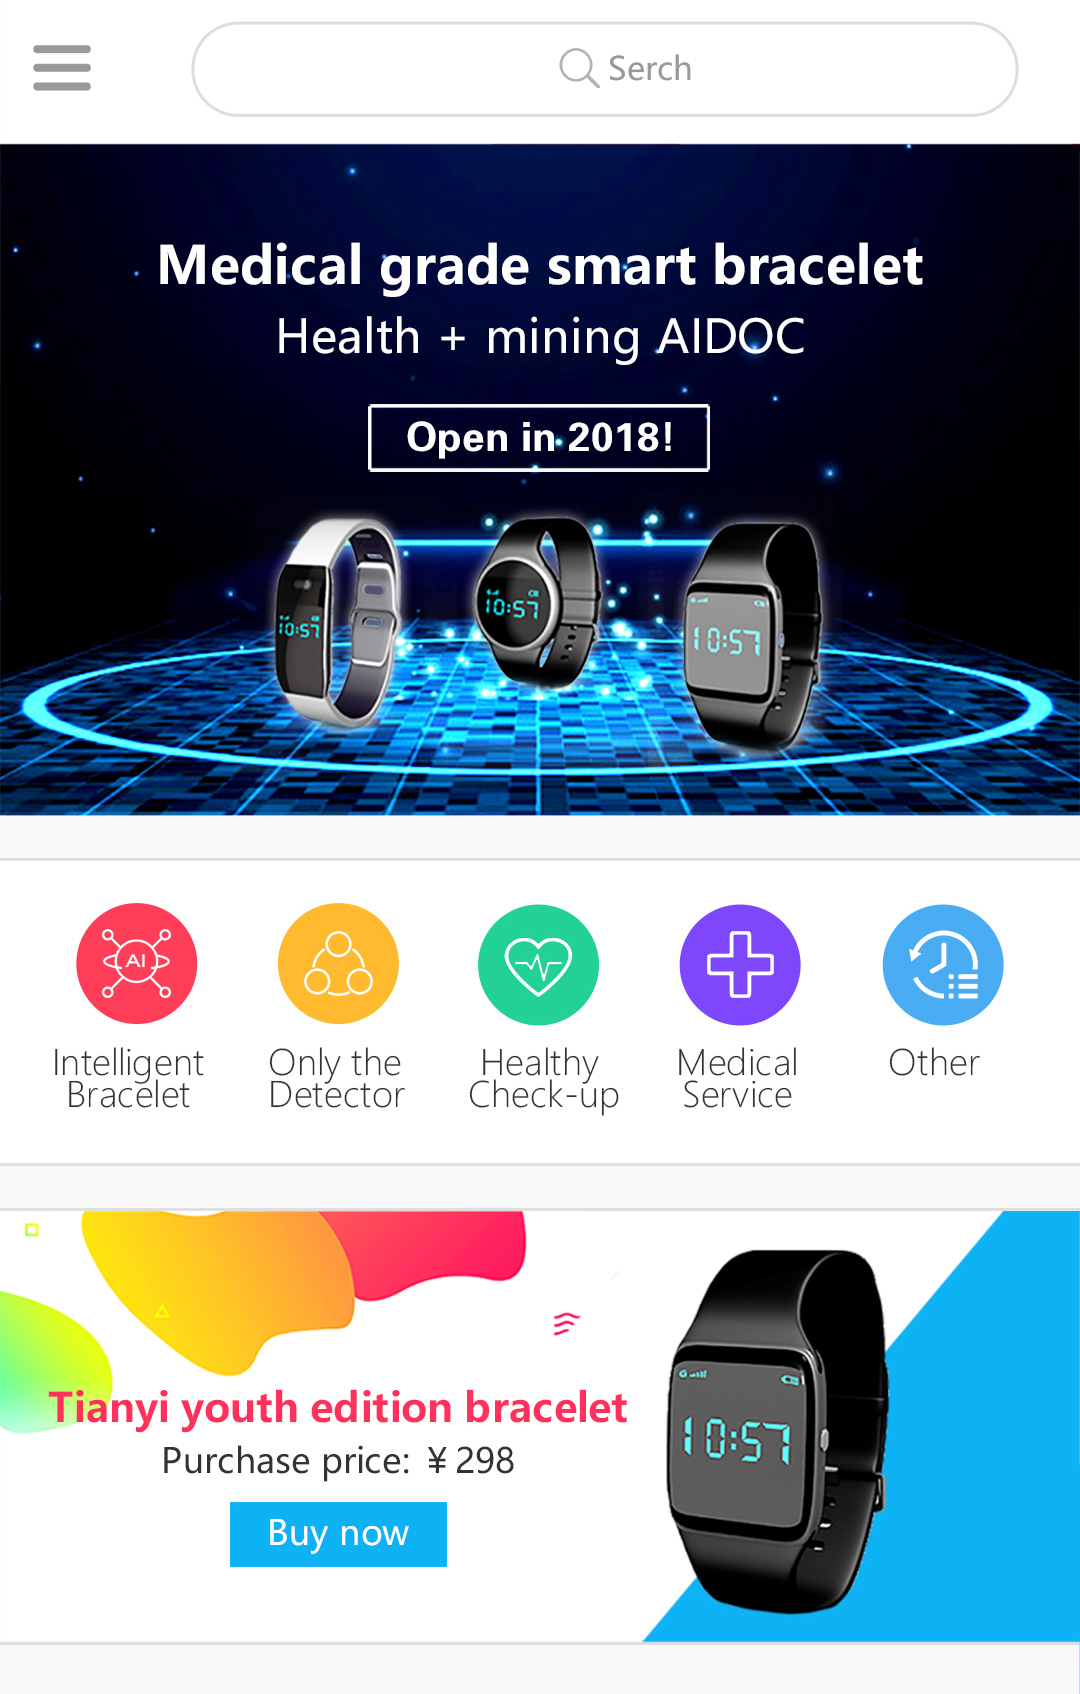 Serch
Medical grade smart bracelet
Health + mining AIDOC
Open in 2018!
10:57
10:57
10:57
AI
Intelligent
Bracelet
Only the
Detector
Healthy
Check-up
Medical
Service
Other
Tianyi youth edition bracelet
Purchase price: ¥298
Buy now
G
10:57